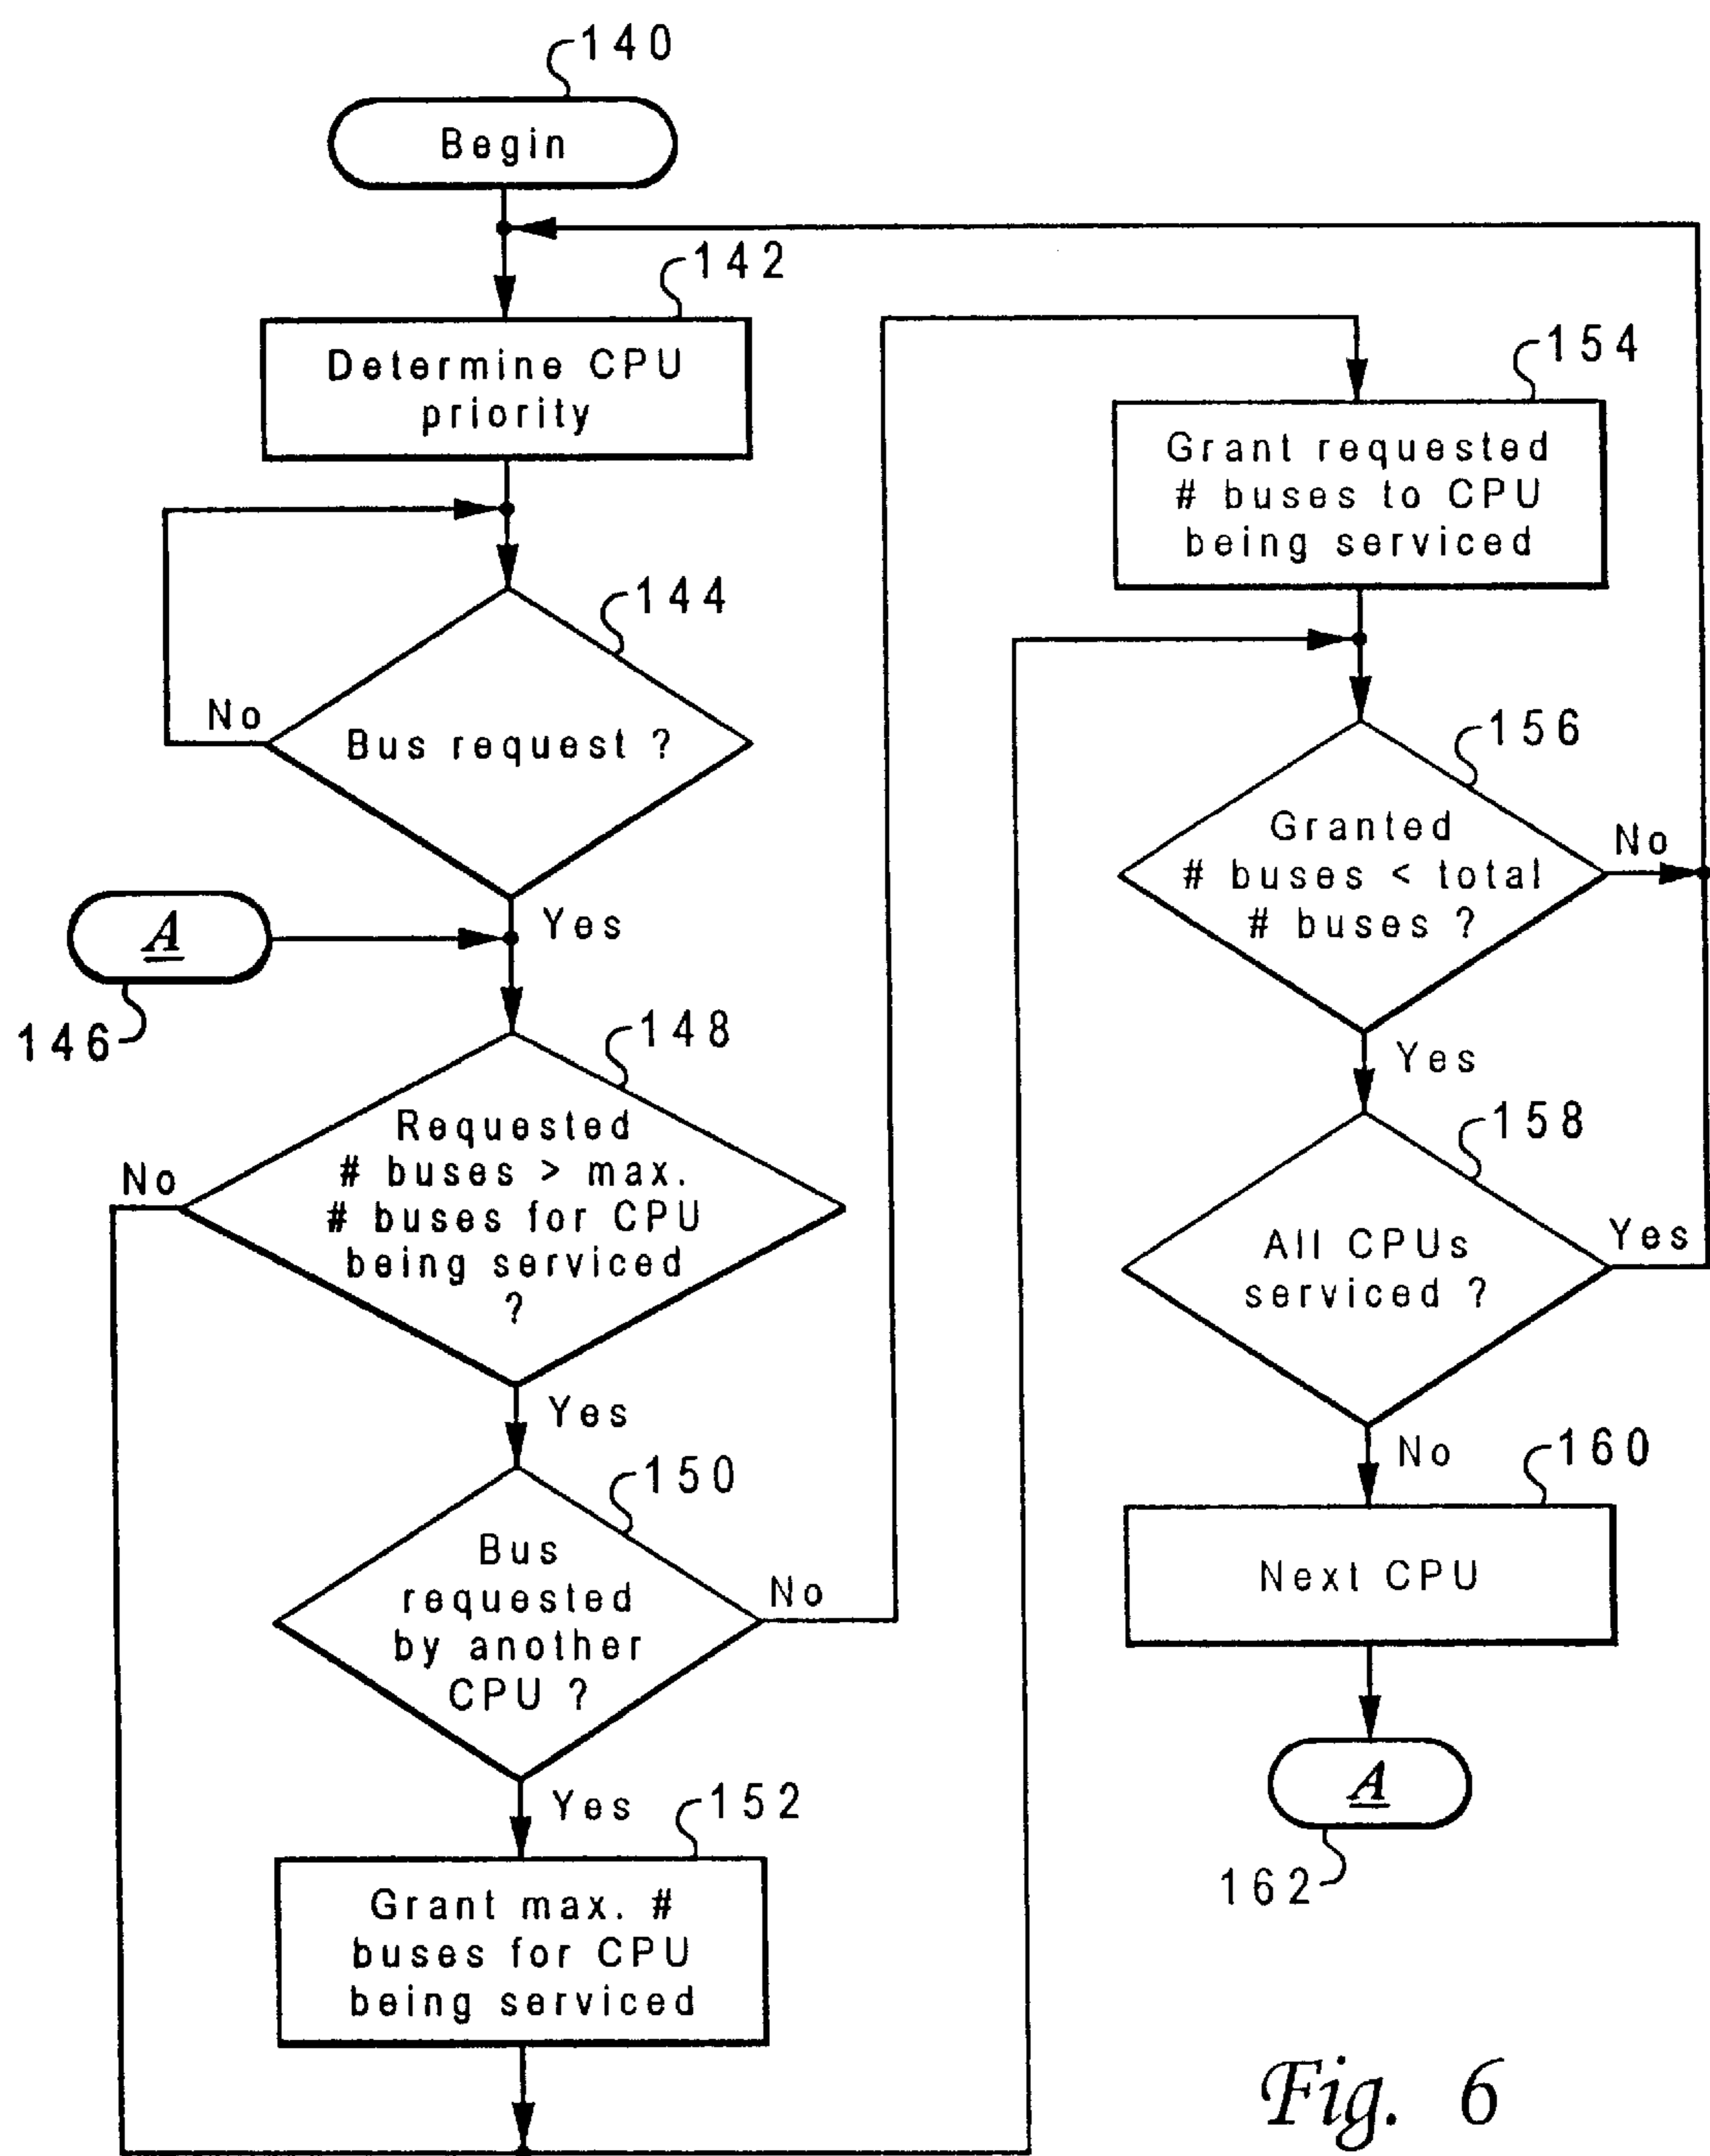 140
Begin
142
Determine CPU
priority
144
No
Bus request ?
Yes
A
146
148
Requested
# buses > max.
# buses for CPU
being serviced
?
No
Yes
150
Bus
requested
by another
CPU ?
No
Yes
152
Grant max. #
buses for CPU
being serviced
154
Grant requested
# buses to CPU
being serviced
156
Granted
# buses < total
# buses ?
No
Yes
158
All CPUs
serviced ?
Yes
No
160
Next CPU
A
162
Fig. 6